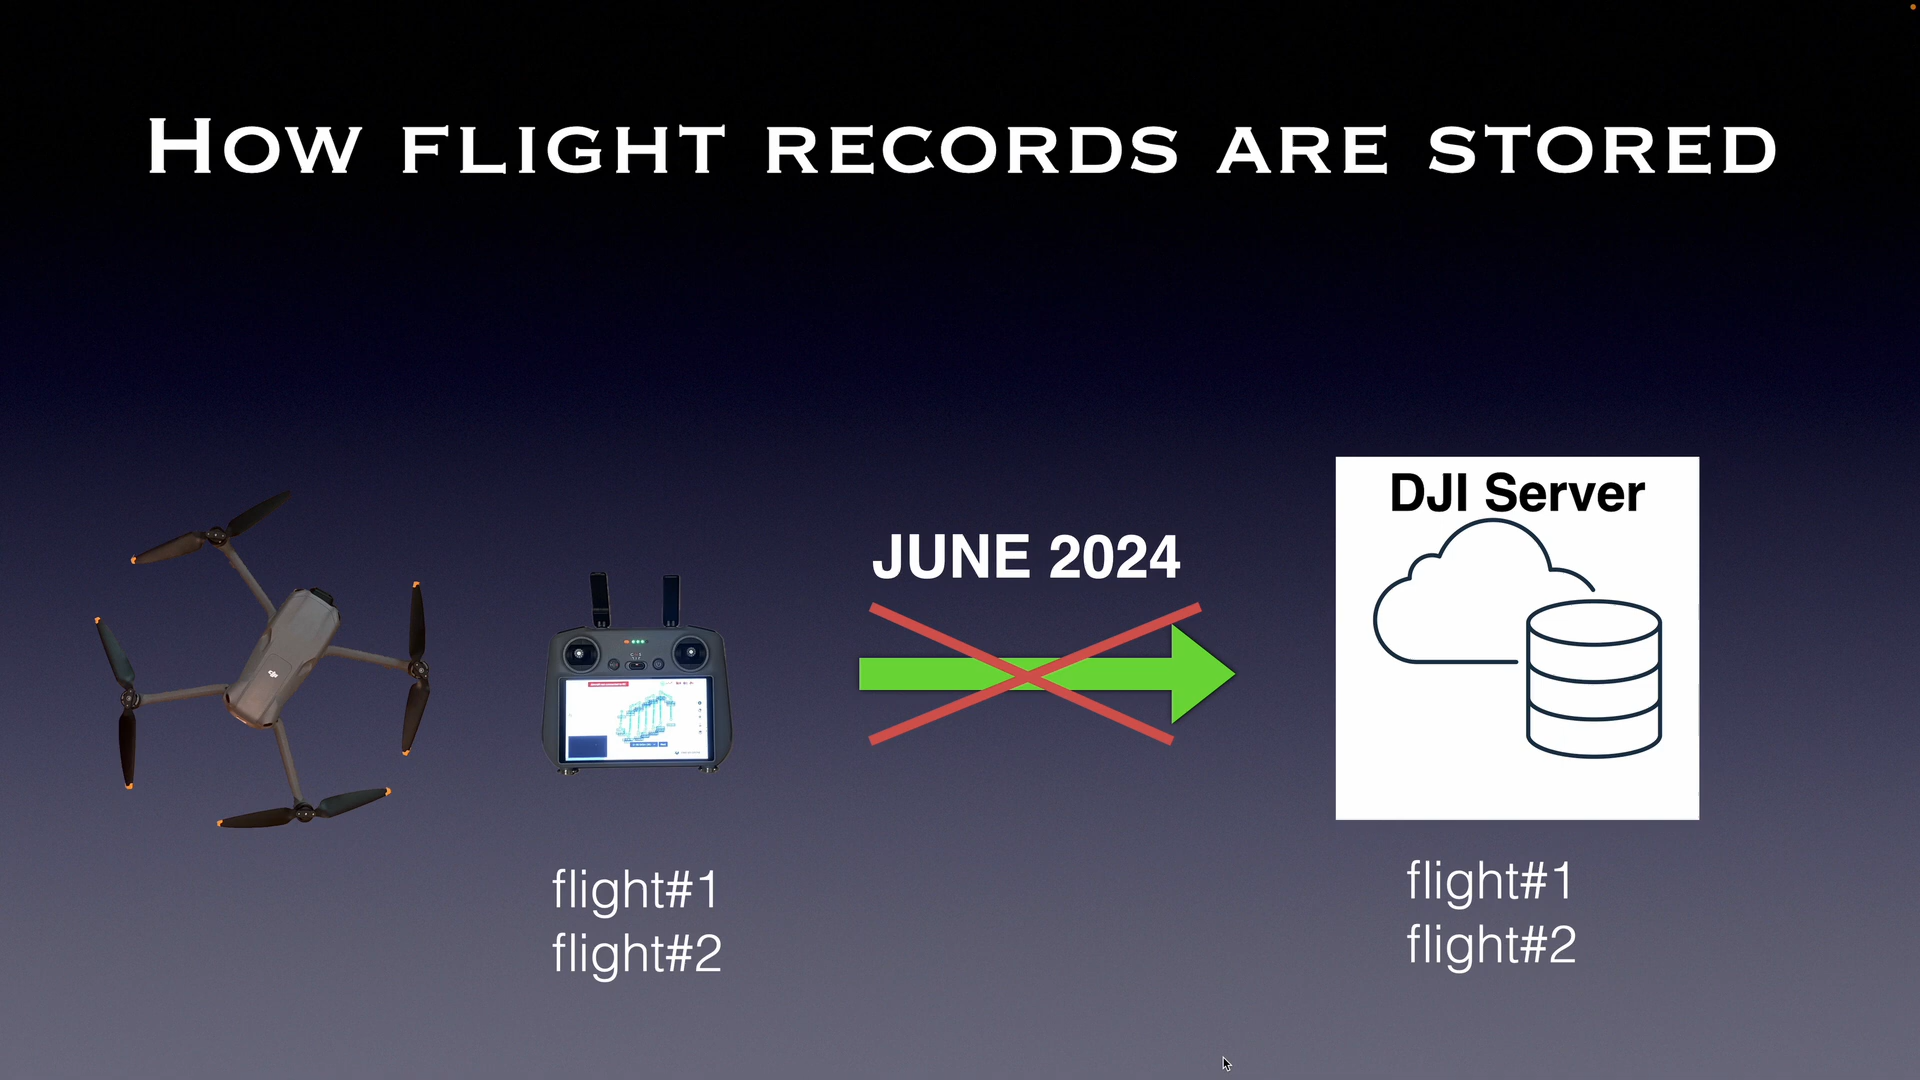 HOW FLIGHT RECORDS ARE STORED
JUNE 2024
DJI Server
flight#1
flight#2
flight#1
flight#2